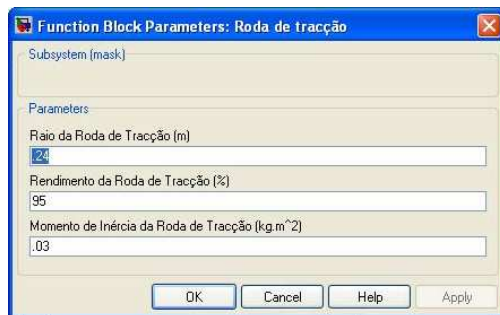 Function Block Parameters: Roda de tracção
Subsystem (mask)
Parameters
Raio da Roda de Tracção (m)
.24
Rendimento da Roda de Tracção (%)
95
Momento de Inércia da Roda de Tracção (kg.m^2)
.03
OK Cancel Help Apply